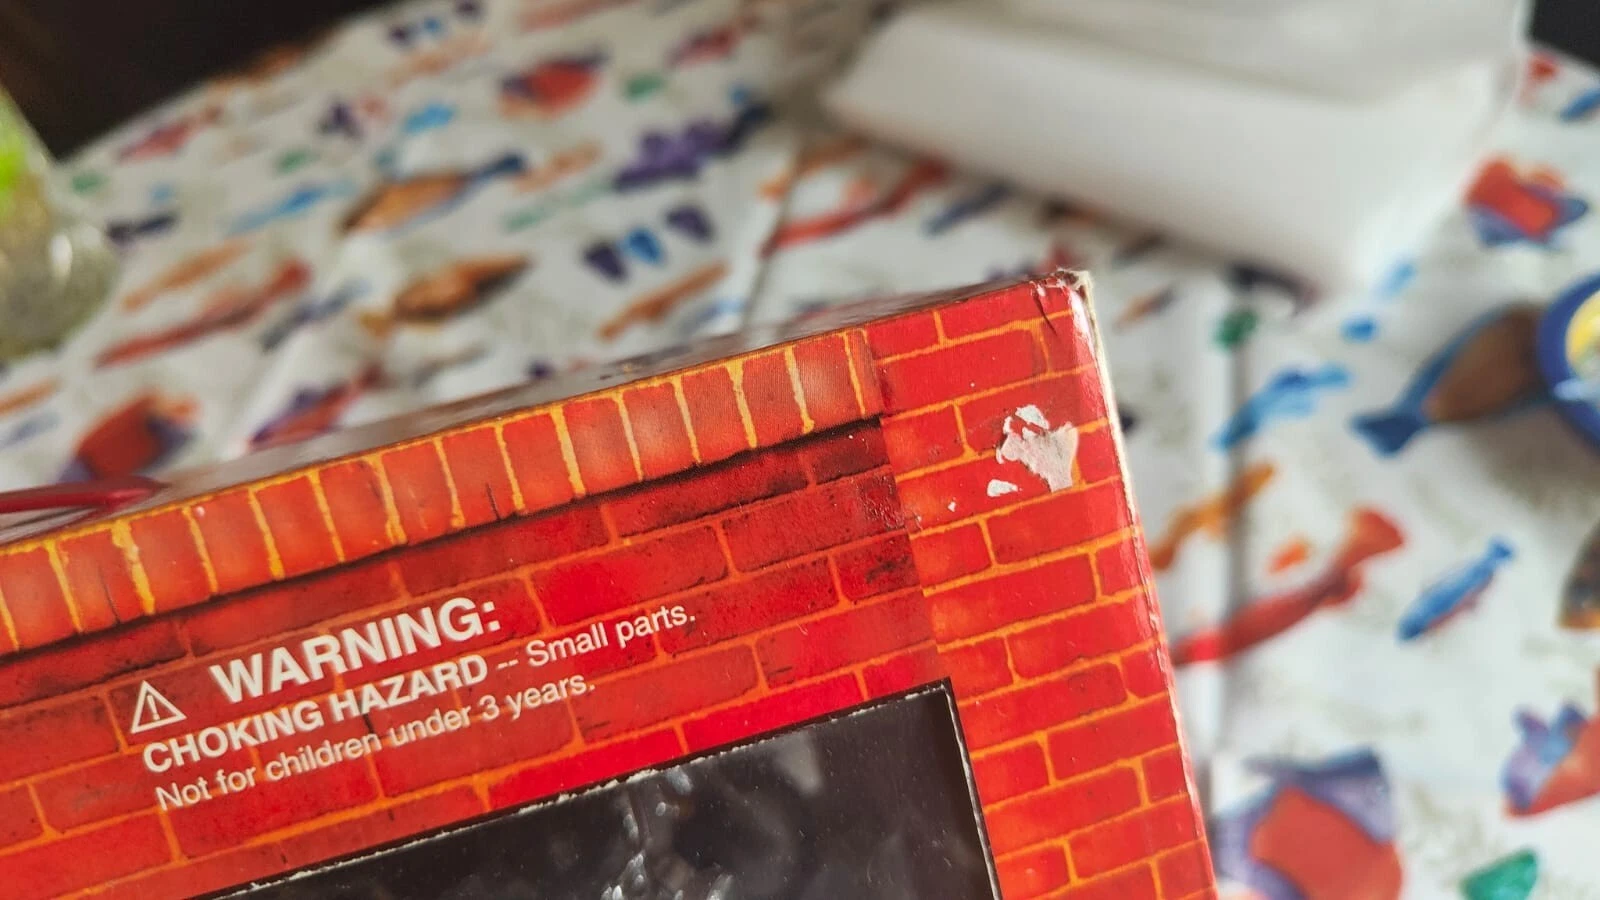 WARNING:
CHOKING HAZARD -- Small parts.
Not for children under 3 years.